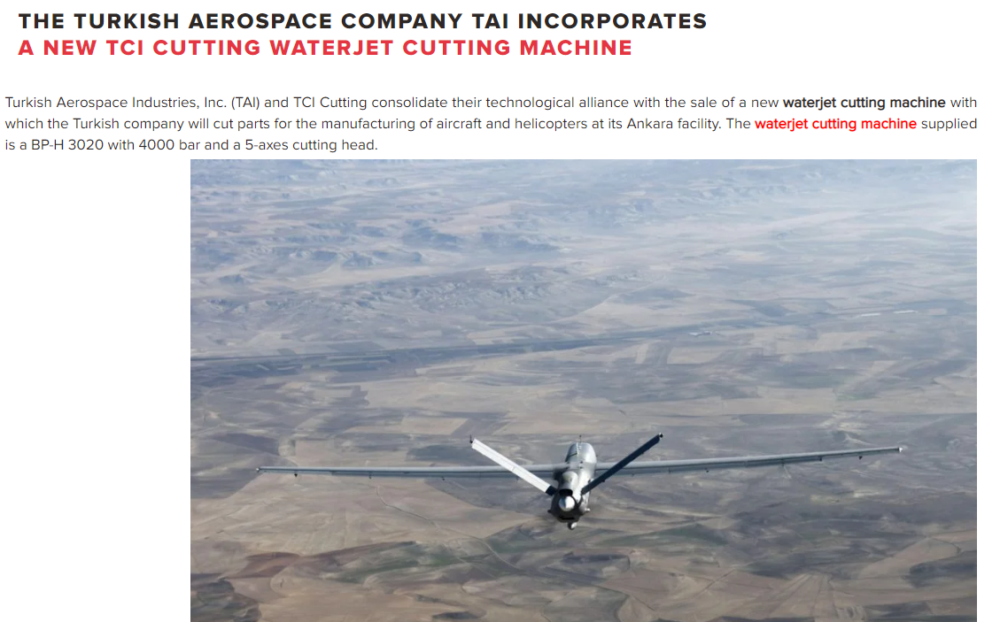 THE TURKISH AEROSPACE COMPANY TAI INCORPORATES
A NEW TCI CUTTING WATERJET CUTTING MACHINE
Turkish Aerospace Industries, Inc. (TAI) and TCI Cutting consolidate their technological alliance with the sale of a new waterjet cutting machine with
which the Turkish company will cut parts for the manufacturing of aircraft and helicopters at its Ankara facility. The waterjet cutting machine supplied
is a BP-H 3020 with 4000 bar and a 5-axes cutting head.